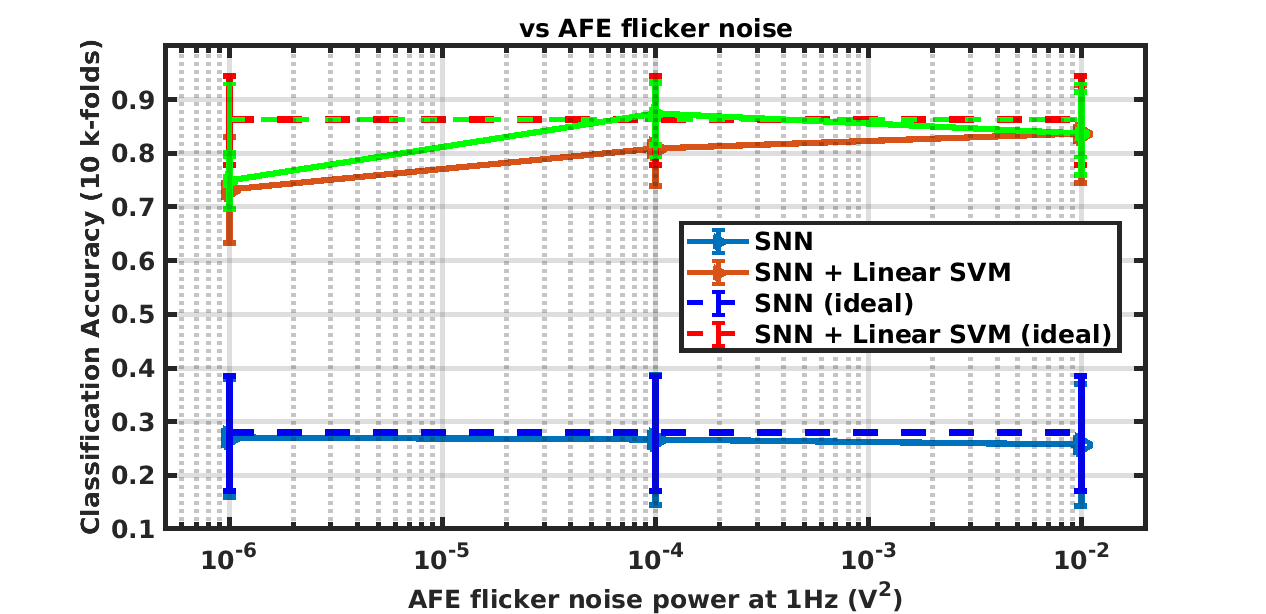 vs AFE flicker noise
Classification Accuracy (10 k-folds)
0.9
0.8
0.7
0.6
0.5
0.4
0.3
0.2
0.1
SNN
SNN + Linear SVM
SNN (ideal)
SNN + Linear SVM (ideal)
10^-6 10^-5 10^-4 10^-3 10^-2
AFE flicker noise power at 1Hz (V^2)